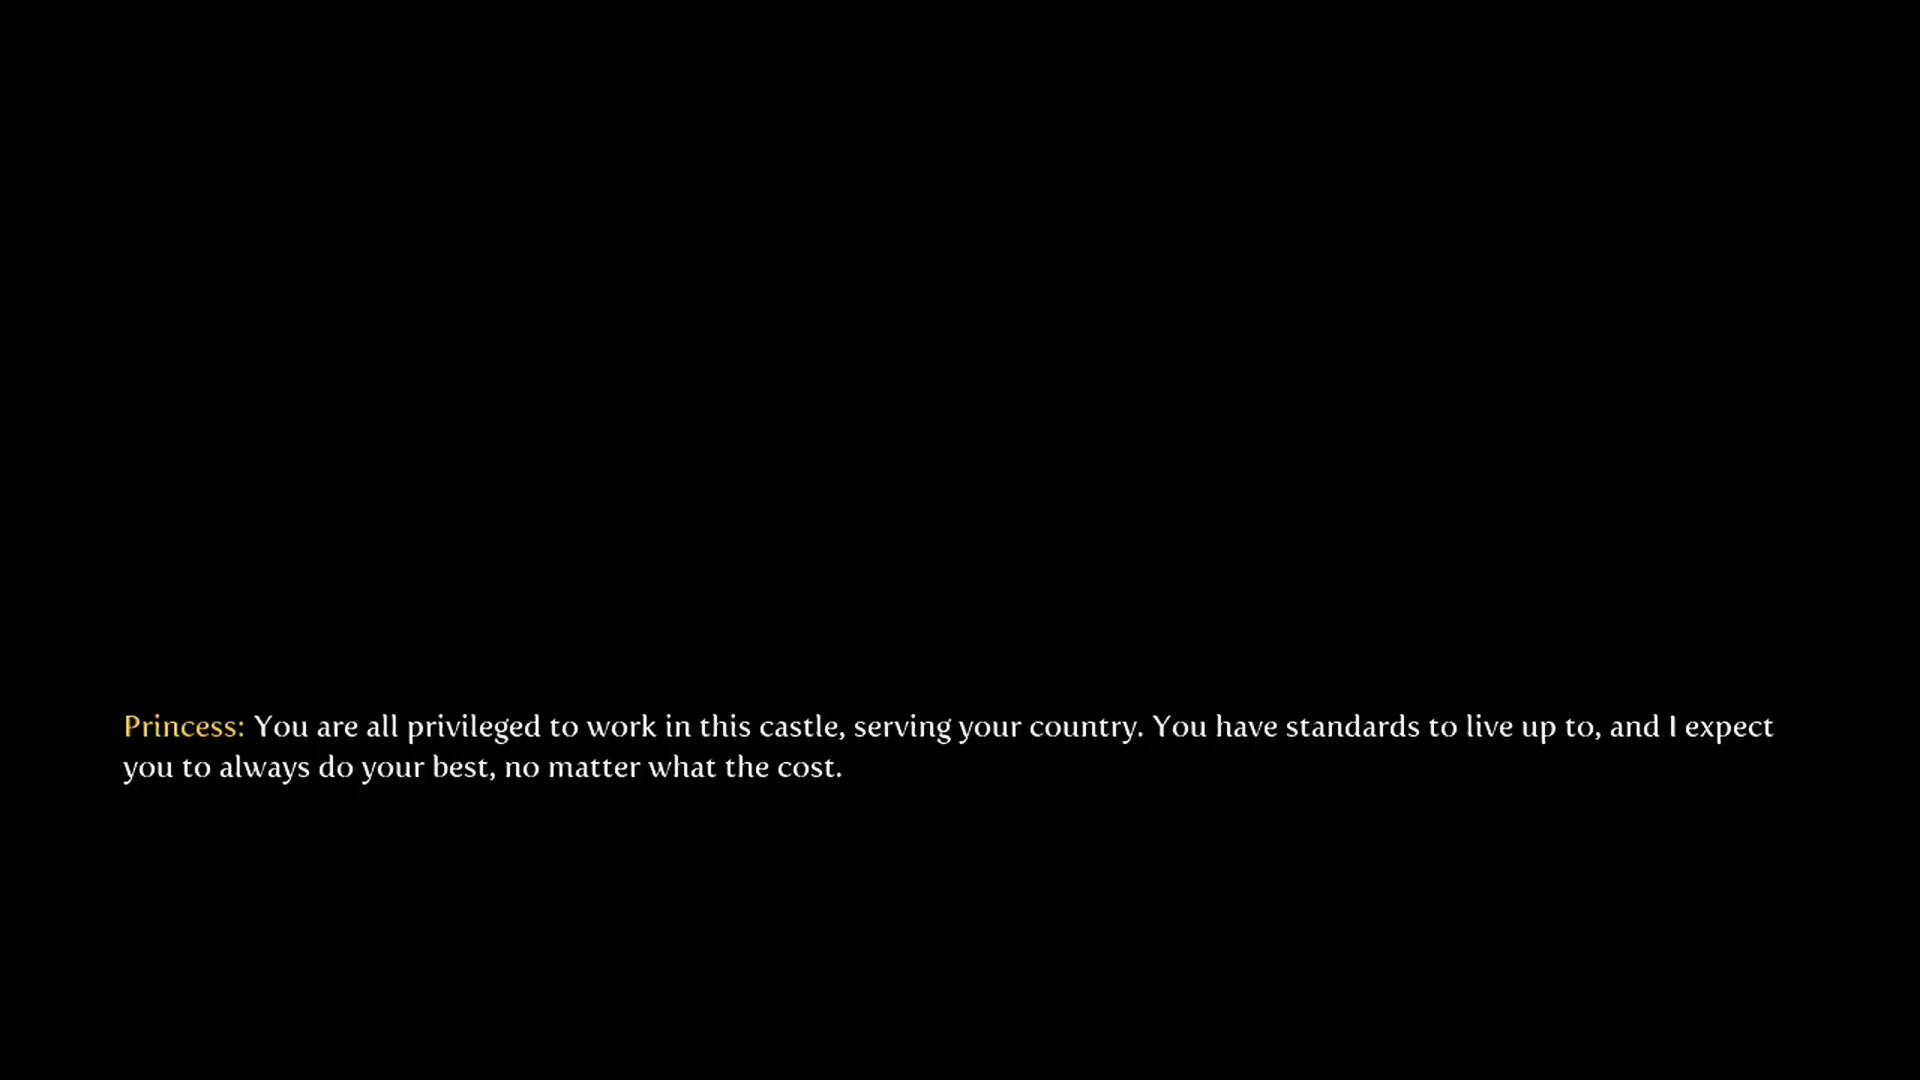 Princess: You are all privileged to work in this castle, serving your country. You have standards to live up to, and I expect
you to always do your best, no matter what the cost.